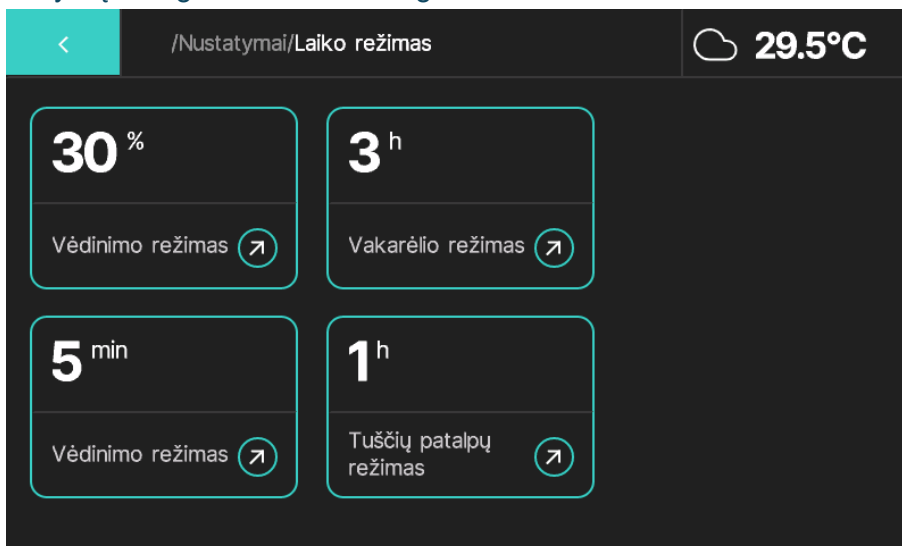 /Nustatymai/Laiko režimas
29.5°C
30 %
3 h
Vėdinimo režimas
Vakarėlio režimas
5 min
1 h
Vėdinimo režimas
Tuščių patalpų
režimas